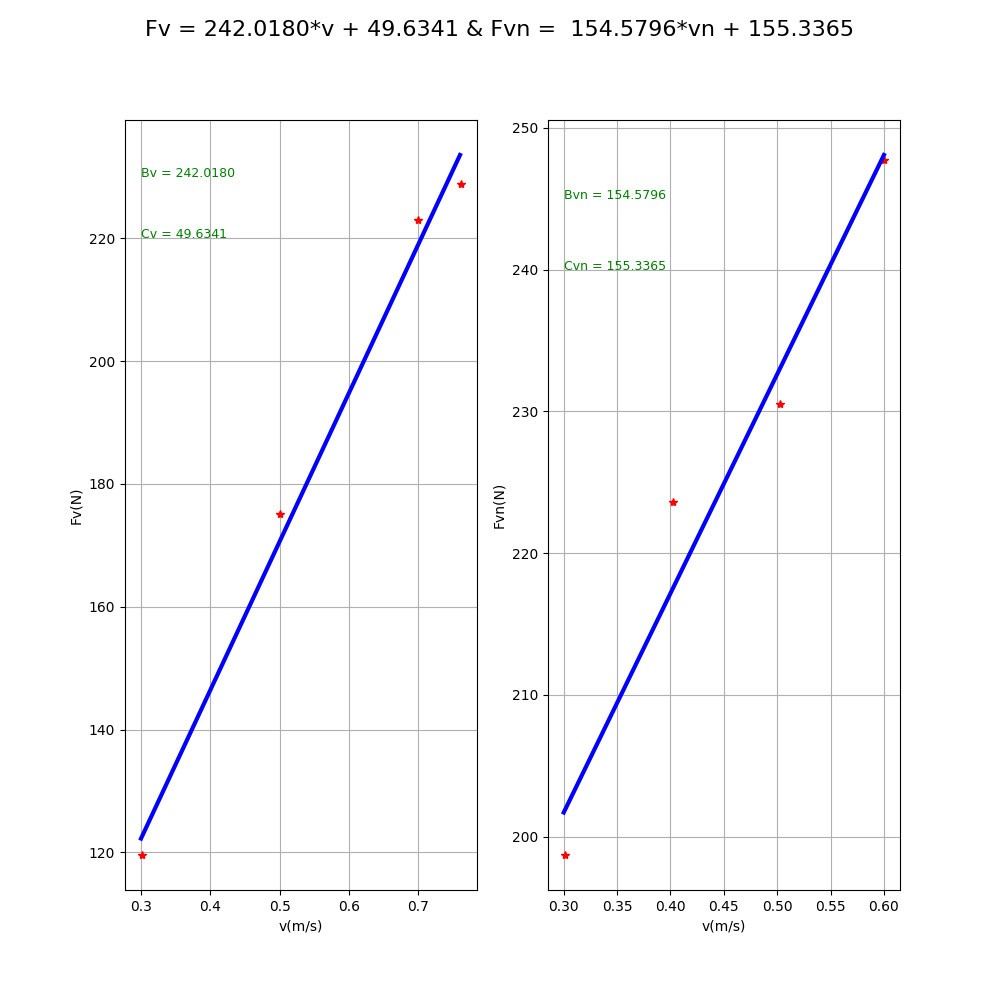 Fv = 242.0180*v + 49.6341 & Fvn =  154.5796*vn + 155.3365
Bv = 242.0180
Cv = 49.6341
220
200
180
160
140
120
Fv(N)
0.3 0.4 0.5 0.6 0.7
v(m/s)
Bvn = 154.5796
Cvn = 155.3365
250
240
230
220
210
200
Fvn(N)
0.30 0.35 0.40 0.45 0.50 0.55 0.60
v(m/s)